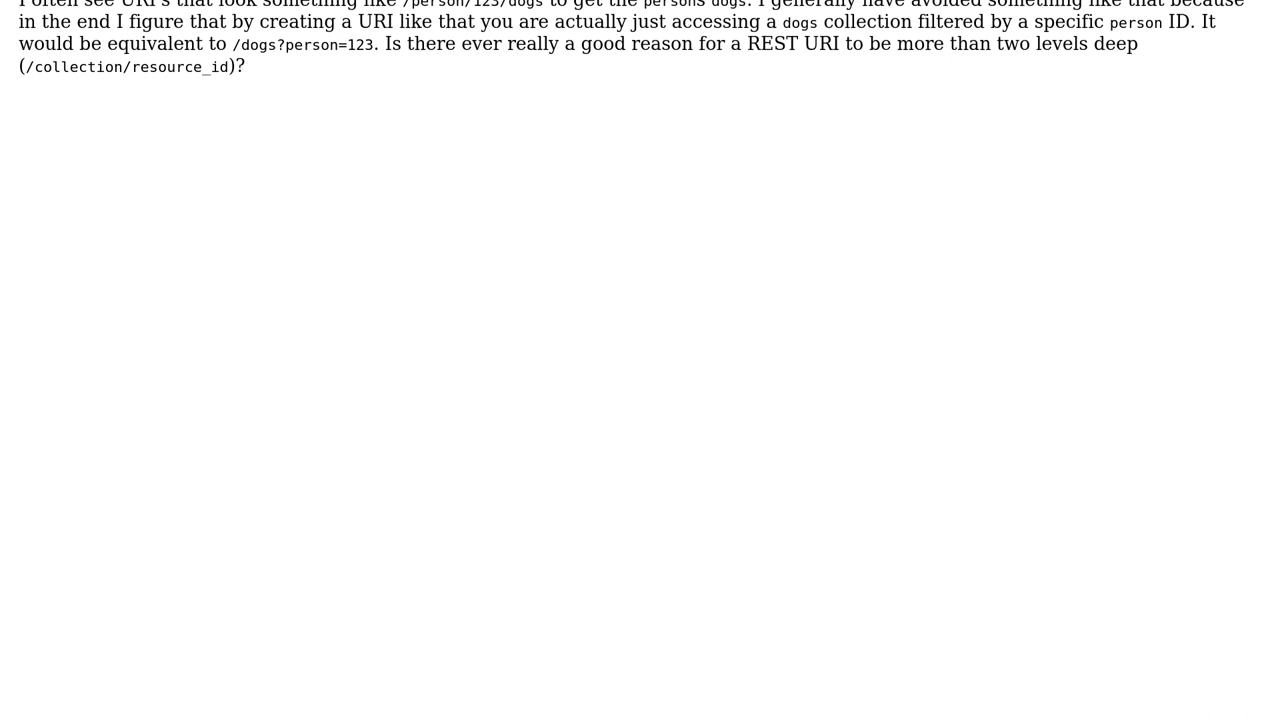 I often see URI's that look something like /person/123/dogs to get the persons dogs. I generally have avoided something like that because
in the end I figure that by creating a URI like that you are actually just accessing a dogs collection filtered by a specific person ID. It
would be equivalent to /dogs?person=123. Is there ever really a good reason for a REST URI to be more than two levels deep
(/collection/resource_id)?